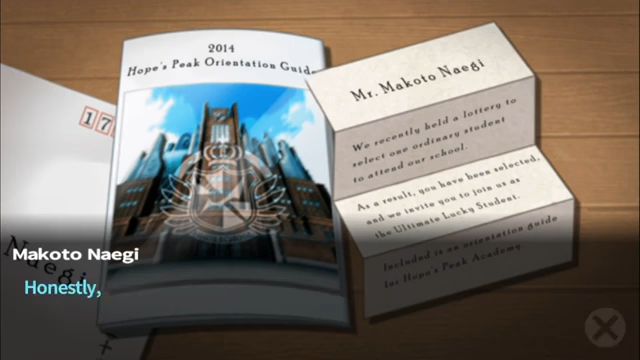 2014
Hope's Peak Orientation Guide
17
Naegi
Mr. Makoto Naegi
We recently held a lottery to
select one ordinary student
to attend our school.
As a result, you have been selected,
and we invite you to join us as
the Ultimate Lucky Student.
Included is an orientation guide
for Hope's Peak Academy.
Makoto Naegi
Honestly,